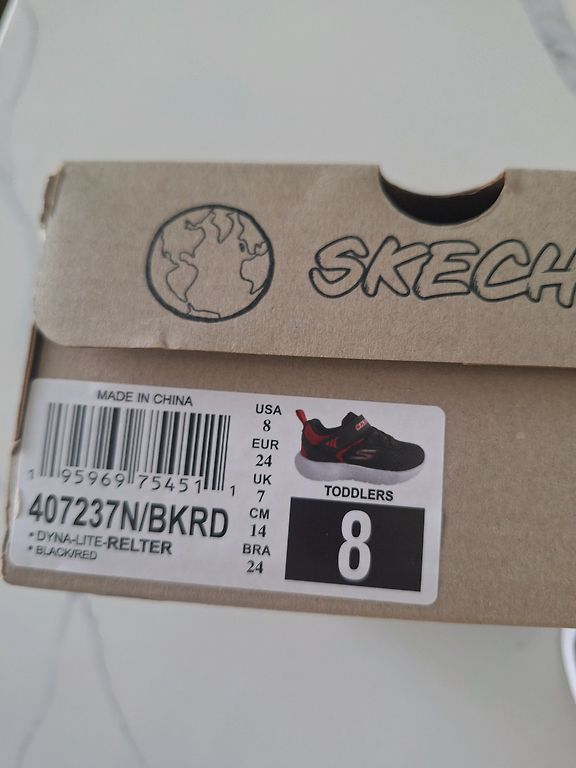 SKECH
MADE IN CHINA
1 95969 75451 1
407237N/BKRD
• DYNA-LITE-RELTER
• BLACK/RED
USA
8
EUR
24
UK
7
CM
14
BRA
24
TODDLERS
8